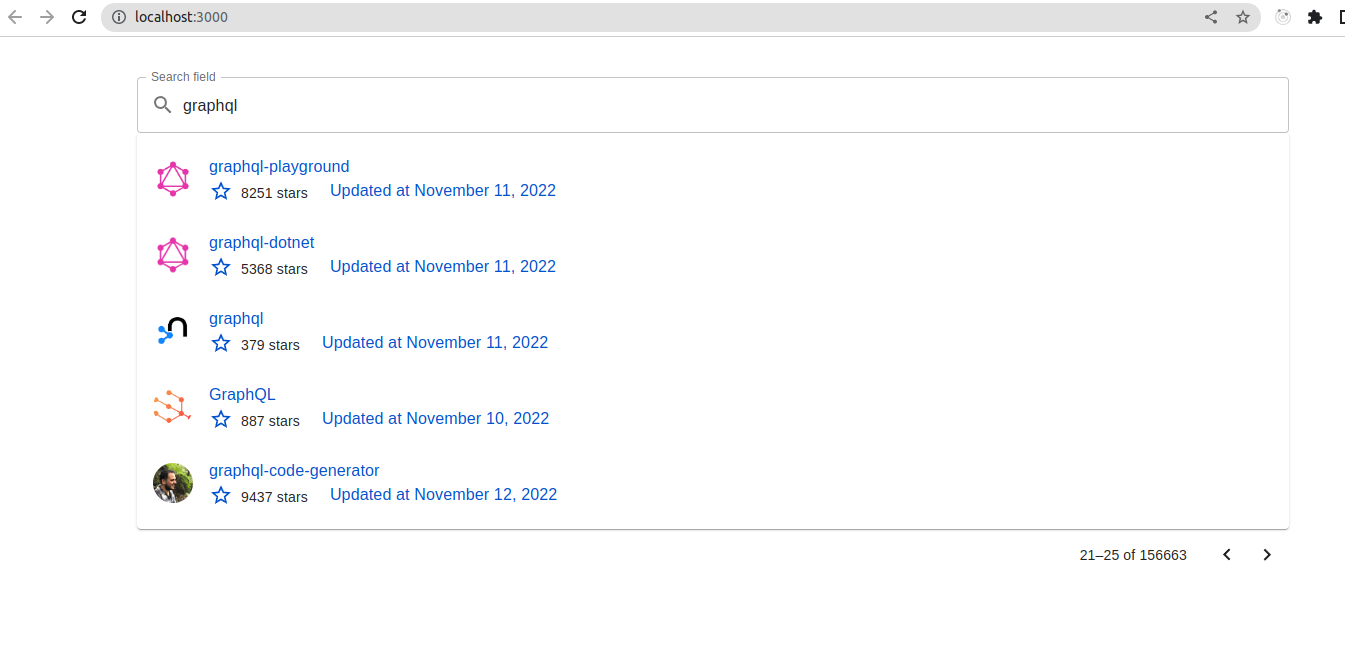 localhost:3000
Search field
graphql
graphql-playground
8251 stars Updated at November 11, 2022
graphql-dotnet
5368 stars Updated at November 11, 2022
graphql
379 stars Updated at November 11, 2022
GraphQL
887 stars Updated at November 10, 2022
graphql-code-generator
9437 stars Updated at November 12, 2022
21–25 of 156663